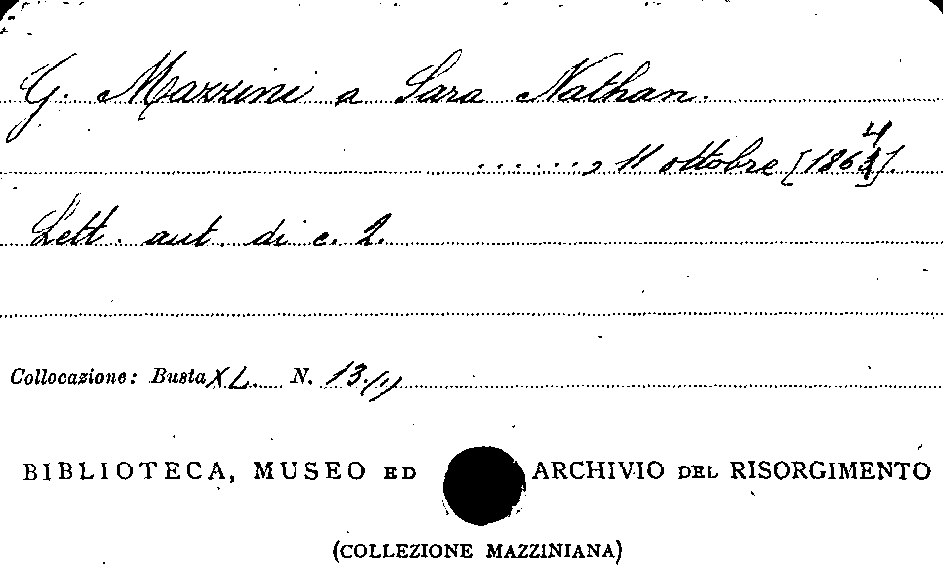 G. Mazzini a Sara Nathan.
......, 11 ottobre [1864].
Lett. aut. di c. 2.
Collocazione: Busta XL. N. 13.(1)
BIBLIOTECA, MUSEO ED ARCHIVIO DEL RISORGIMENTO
(COLLEZIONE MAZZINIANA)